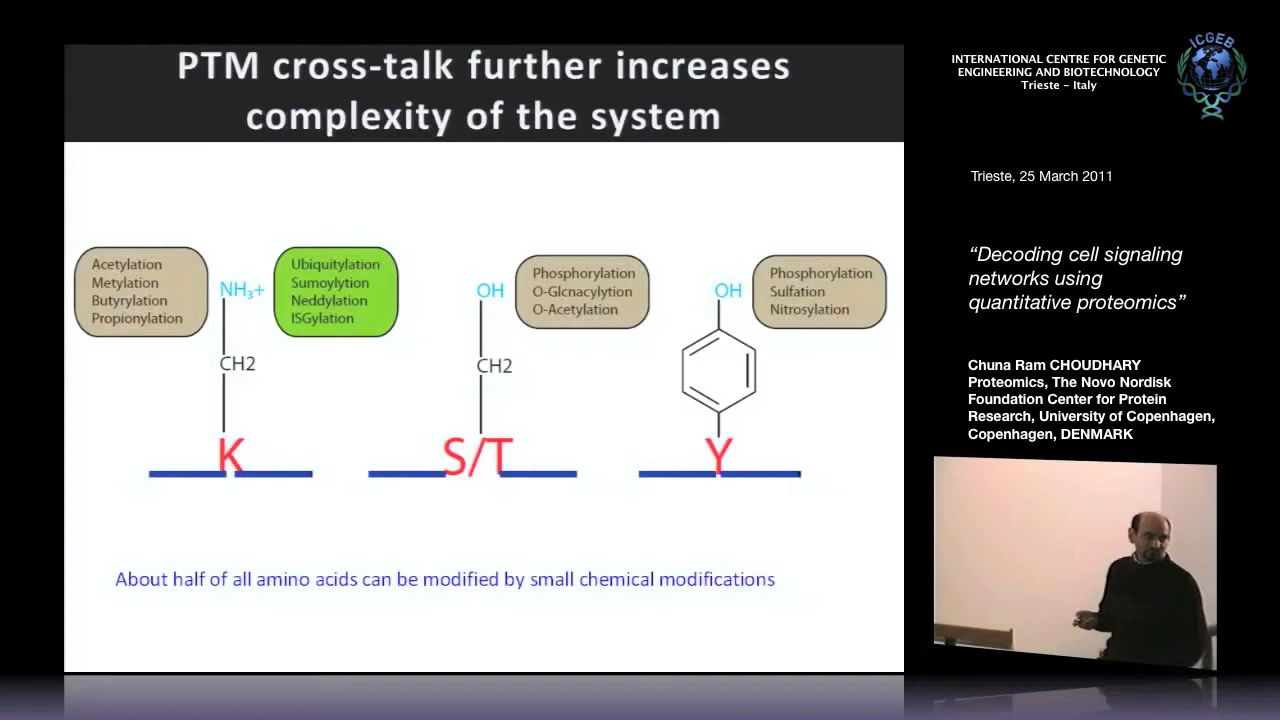 PTM cross-talk further increases
complexity of the system
Acetylation
Metylation
Butyrylation
Propionylation
NH3+
CH2
K
Ubiquitylation
Sumoylytion
Neddylation
ISGylation
OH
CH2
S/T
Phosphorylation
O-Glcnacylytion
O-Acetylation
OH
Y
Phosphorylation
Sulfation
Nitrosylation
About half of all amino acids can be modified by small chemical modifications
INTERNATIONAL CENTRE FOR GENETIC
ENGINEERING AND BIOTECHNOLOGY
Trieste - Italy
ICGEB
Trieste, 25 March 2011
“Decoding cell signaling
networks using
quantitative proteomics”
Chuna Ram CHOUDHARY
Proteomics, The Novo Nordisk
Foundation Center for Protein
Research, University of Copenhagen,
Copenhagen, DENMARK